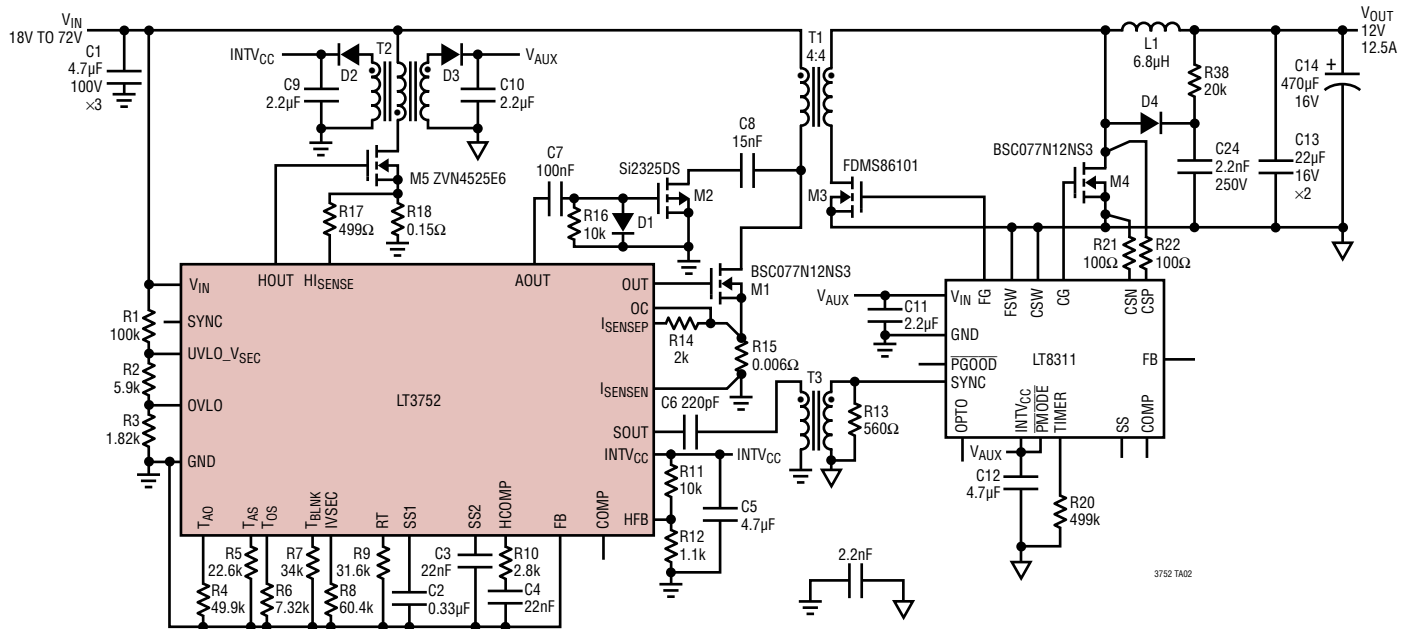 VIN
18V TO 72V
C1
4.7µF
100V
×3
INTVCC
D2
T2
D3
VAUX
C9
2.2µF
C10
2.2µF
M5 ZVN4525E6
R17
499Ω
R18
0.15Ω
C7
100nF
R16
10k
D1
Si2325DS
M2
C8
15nF
T1
4:4
FDMS86101
M3
BSC077N12NS3
M4
L1
6.8µH
R38
20k
D4
C24
2.2nF
250V
VOUT
12V
12.5A
C14
470µF
16V
+
C13
22µF
16V
×2
R21
100Ω
R22
100Ω
R1
100k
R2
5.9k
R3
1.82k
VIN
SYNC
UVLO_VSEC
OVLO
GND
HOUT
HISENSE
AOUT
OUT
OC
ISENSEP
ISENSEN
SOUT
INTVCC
HFB
LT3752
TAO
TAS
TOS
TBLNK
IVSEC
RT
SS1
SS2
HCOMP
FB
COMP
BSC077N12NS3
M1
R14
2k
R15
0.006Ω
C6 220pF
T3
R13
560Ω
INTVCC
R11
10k
R12
1.1k
C5
4.7µF
R4
49.9k
R5
22.6k
R6
7.32k
R7
34k
R8
60.4k
R9
31.6k
C2
0.33µF
C3
22nF
R10
2.8k
C4
22nF
2.2nF
VAUX
C11
2.2µF
VIN
GND
PGOOD
SYNC
FG
FSW
CSW
CG
CSN
CSP
LT8311
FB
OPTO
INTVCC
PMODE
TIMER
SS
COMP
VAUX
C12
4.7µF
R20
499k
3752 TA02